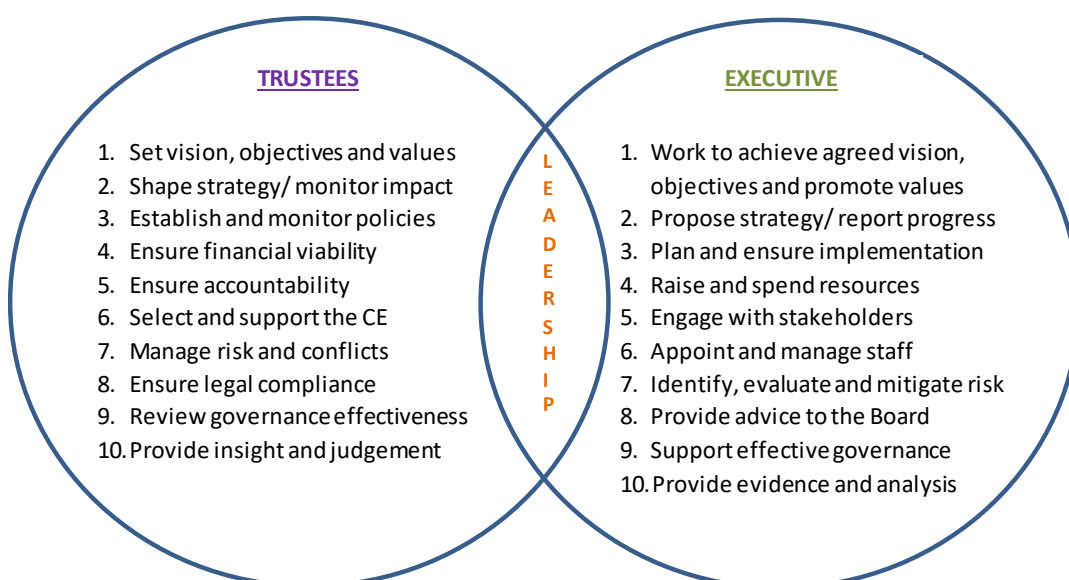 TRUSTEES
1. Set vision, objectives and values
2. Shape strategy/ monitor impact
3. Establish and monitor policies
4. Ensure financial viability
5. Ensure accountability
6. Select and support the CE
7. Manage risk and conflicts
8. Ensure legal compliance
9. Review governance effectiveness
10. Provide insight and judgement
L
E
A
D
E
R
S
H
I
P
EXECUTIVE
1. Work to achieve agreed vision,
objectives and promote values
2. Propose strategy/ report progress
3. Plan and ensure implementation
4. Raise and spend resources
5. Engage with stakeholders
6. Appoint and manage staff
7. Identify, evaluate and mitigate risk
8. Provide advice to the Board
9. Support effective governance
10. Provide evidence and analysis